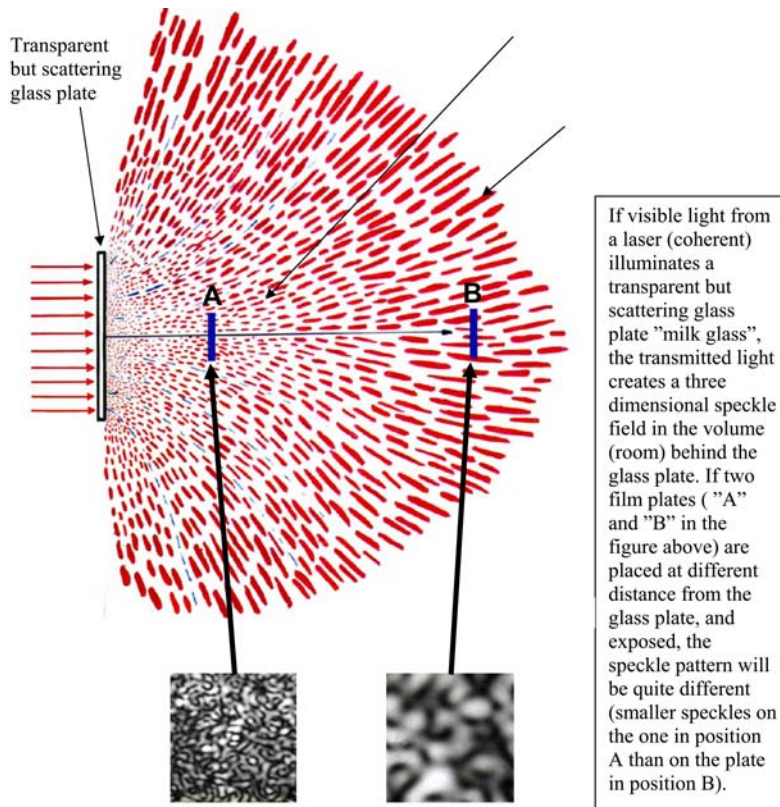 Transparent
but scattering
glass plate
A
B
If visible light from
a laser (coherent)
illuminates a
transparent but
scattering glass
plate ”milk glass”,
the transmitted light
creates a three
dimensional speckle
field in the volume
(room) behind the
glass plate. If two
film plates ( ”A”
and ”B” in the
figure above) are
placed at different
distance from the
glass plate, and
exposed, the
speckle pattern will
be quite different
(smaller speckles on
the one in position
A than on the plate
in position B).